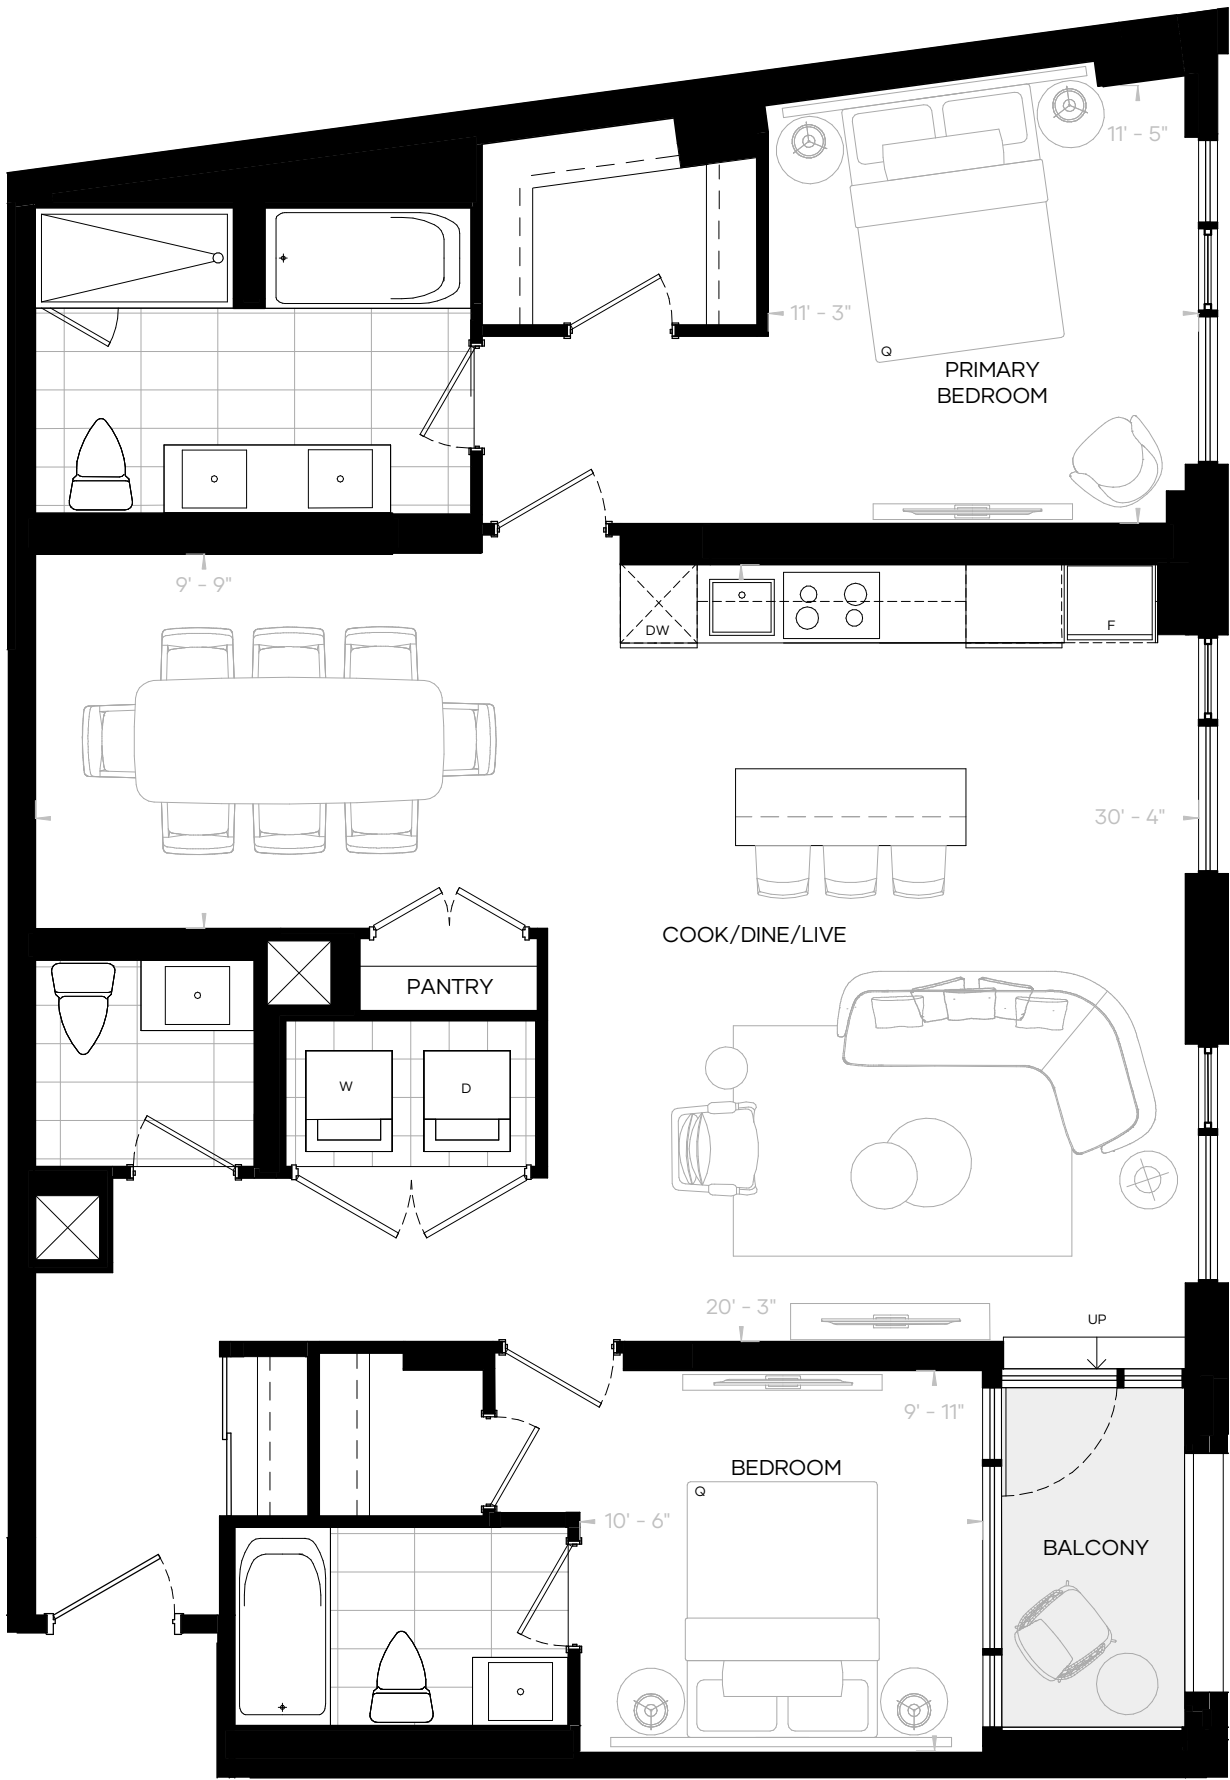 11' - 5"
11' - 3"
Q
PRIMARY
BEDROOM
9' - 9"
DW
F
30' - 4"
COOK/DINE/LIVE
PANTRY
W
D
20' - 3"
UP
9' - 11"
BEDROOM
Q
10' - 6"
BALCONY